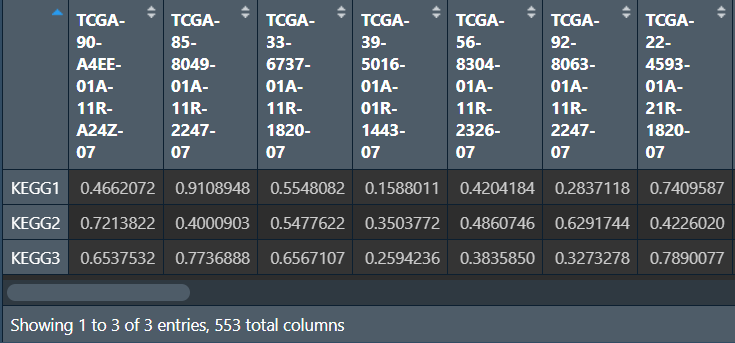 TCGA-90-A4EE-01A-11R-A24Z-07 TCGA-85-8049-01A-11R-2247-07 TCGA-33-6737-01A-11R-1820-07 TCGA-39-5016-01A-01R-1443-07 TCGA-56-8304-01A-11R-2326-07 TCGA-92-8063-01A-11R-2247-07 TCGA-22-4593-01A-21R-1820-07
KEGG1 0.4662072 0.9108948 0.5548082 0.1588011 0.4204184 0.2837118 0.7409587
KEGG2 0.7213822 0.4000903 0.5477622 0.3503772 0.4860746 0.6291744 0.4226020
KEGG3 0.6537532 0.7736888 0.6567107 0.2594236 0.3835850 0.3273278 0.7890077
Showing 1 to 3 of 3 entries, 553 total columns